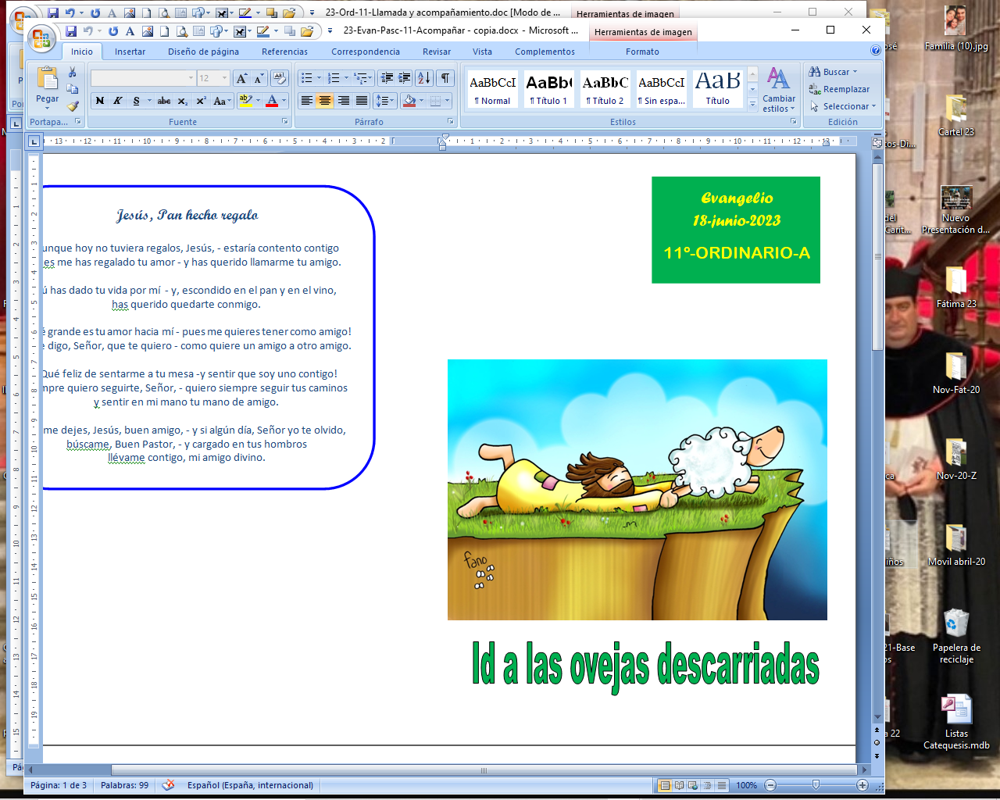 23-Ord-11-Llamada y acompañamiento.doc [Modo de ...
Herramientas de imagen
23-Evan-Pasc-11-Acompañar - copia.docx - Microsoft ...
Herramientas de imagen
Inicio
Insertar
Diseño de página
Referencias
Correspondencia
Revisar
Vista
Complementos
Formato
Pegar
12
AaBbCcI
AaBb(
AaBbC
AaBbCcI
AaB
¶ Normal
¶ Título 1
¶ Título 2
¶ Sin espa...
Título
Cambiar
estilos
Buscar
Reemplazar
Seleccionar
Portapa...
Fuente
Párrafo
Estilos
Edición
Jesús, Pan hecho regalo
unque hoy no tuviera regalos, Jesús, - estaría contento contigo
es me has regalado tu amor - y has querido llamarme tu amigo.
ú has dado tu vida por mí - y, escondido en el pan y en el vino,
has querido quedarte conmigo.
é grande es tu amor hacia mí - pues me quieres tener como amigo!
e digo, Señor, que te quiero - como quiere un amigo a otro amigo.
Qué feliz de sentarme a tu mesa -y sentir que soy uno contigo!
mpre quiero seguirte, Señor, - quiero siempre seguir tus caminos
y sentir en mi mano tu mano de amigo.
me dejes, Jesús, buen amigo, - y si algún día, Señor yo te olvido,
búscame, Buen Pastor, - y cargado en tus hombros
llévame contigo, mi amigo divino.
Evangelio
18-junio-2023
11º-ORDINARIO-A
fano
Id a las ovejas descarriadas
Página: 1 de 3
Palabras: 99
Español (España, internacional)
100%
Familia (10).jpg
Cartel 23
Nuevo
Presentación d...
Fátima 23
Nov-Fat-20
Nov-20-Z
Movil abril-20
Papelera de
reciclaje
Listas
Catequesis.mdb